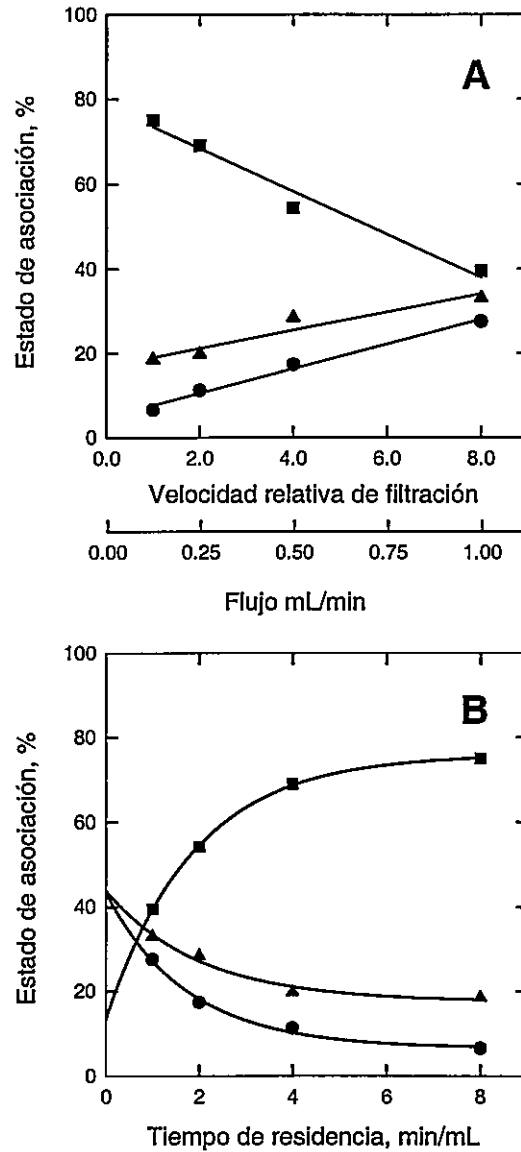 100
80
60
40
20
0
Estado de asociación, %
A
0.0 2.0 4.0 6.0 8.0
Velocidad relativa de filtración
0.00 0.25 0.50 0.75 1.00
Flujo mL/min
100
80
60
40
20
0
Estado de asociación, %
B
0 2 4 6 8
Tiempo de residencia, min/mL